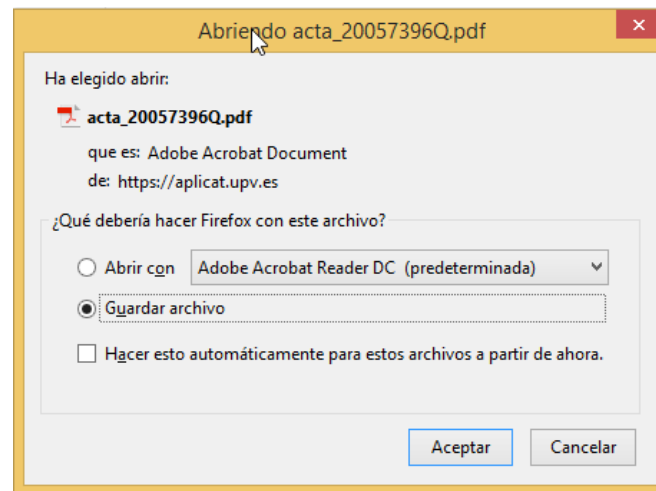 Abriendo acta_20057396Q.pdf
Ha elegido abrir:
acta_20057396Q.pdf
que es: Adobe Acrobat Document
de: https://aplicat.upv.es
¿Qué debería hacer Firefox con este archivo?
Abrir con Adobe Acrobat Reader DC (predeterminada)
Guardar archivo
Hacer esto automáticamente para estos archivos a partir de ahora.
Aceptar Cancelar